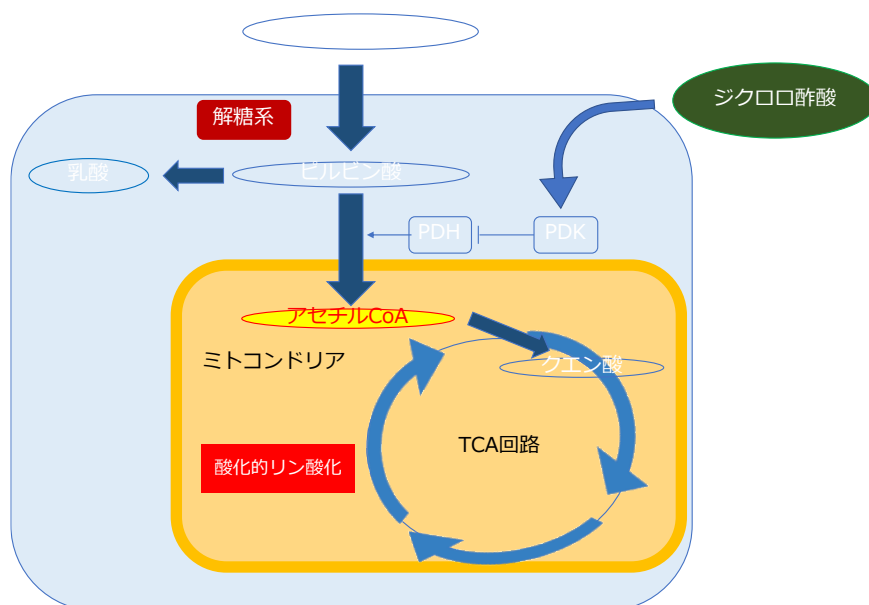 ジクロロ酢酸
解糖系
乳酸
ピルビン酸
PDH
PDK
アセチルCoA
ミトコンドリア
クエン酸
TCA回路
酸化的リン酸化